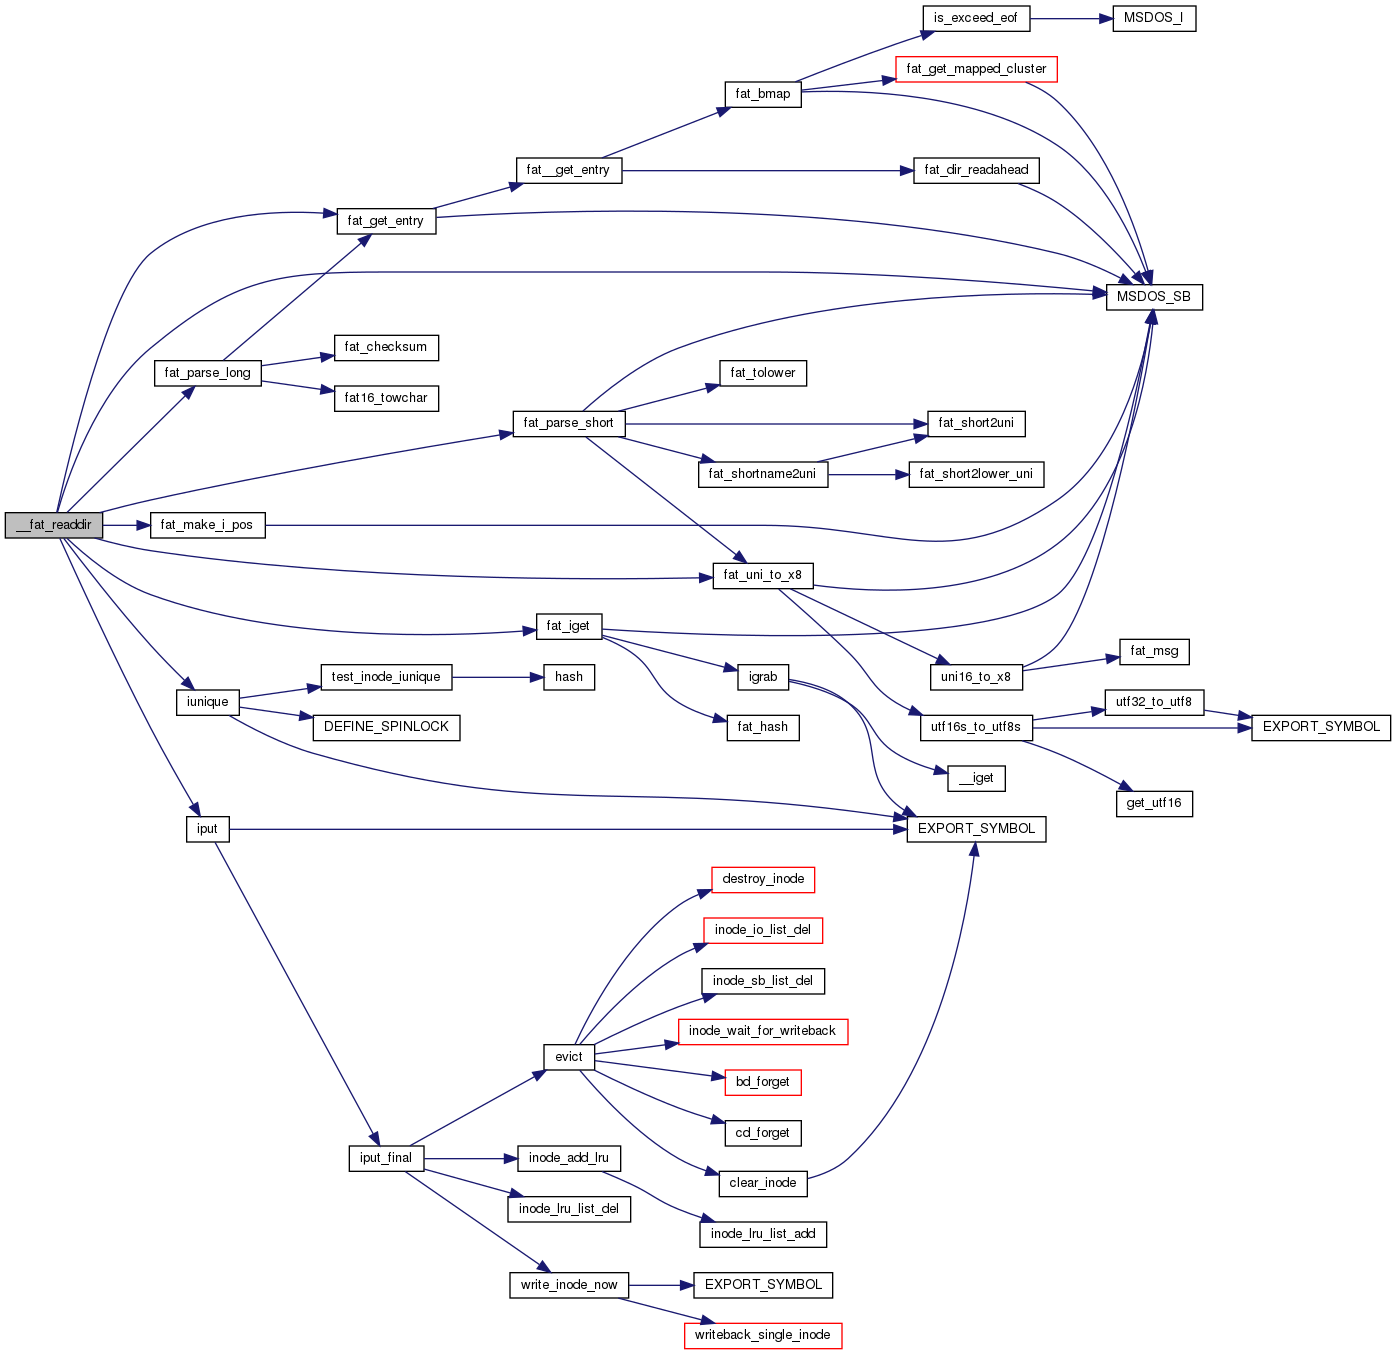 is_exceed_eof
MSDOS_I
fat_get_mapped_cluster
fat_bmap
fat__get_entry
fat_dir_readahead
fat_get_entry
MSDOS_SB
fat_checksum
fat_parse_long
fat_tolower
fat16_towchar
fat_parse_short
fat_short2uni
fat_shortname2uni
fat_short2lower_uni
__fat_readdir
fat_make_i_pos
fat_uni_to_x8
fat_iget
fat_msg
test_inode_iunique
hash
igrab
uni16_to_x8
iunique
utf32_to_utf8
DEFINE_SPINLOCK
fat_hash
utf16s_to_utf8s
EXPORT_SYMBOL
__iget
get_utf16
iput
EXPORT_SYMBOL
destroy_inode
inode_io_list_del
inode_sb_list_del
inode_wait_for_writeback
evict
bd_forget
cd_forget
iput_final
inode_add_lru
clear_inode
inode_lru_list_del
inode_lru_list_add
write_inode_now
EXPORT_SYMBOL
writeback_single_inode